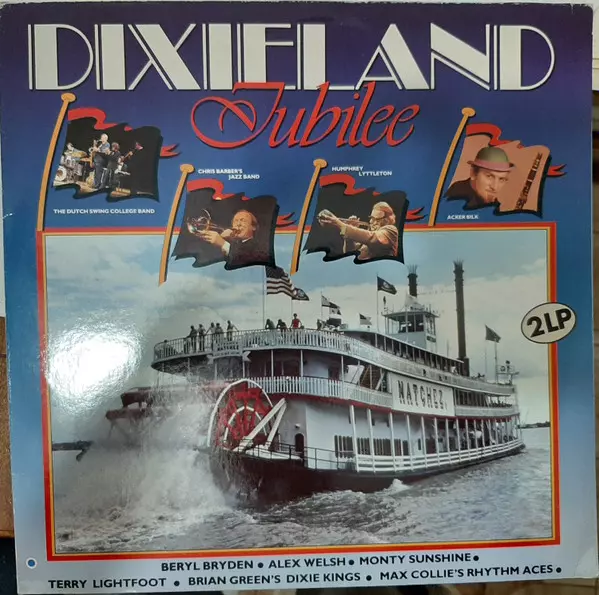 DIXIELAND
Jubilee
THE DUTCH SWING COLLEGE BAND
CHRIS BARBER'S
JAZZ BAND
HUMPHREY
LYTTLETON
ACKER BILK
2LP
NATCHEZ
BERYL BRYDEN • ALEX WELSH • MONTY SUNSHINE •
TERRY LIGHTFOOT • BRIAN GREEN'S DIXIE KINGS • MAX COLLIE'S RHYTHM ACES •